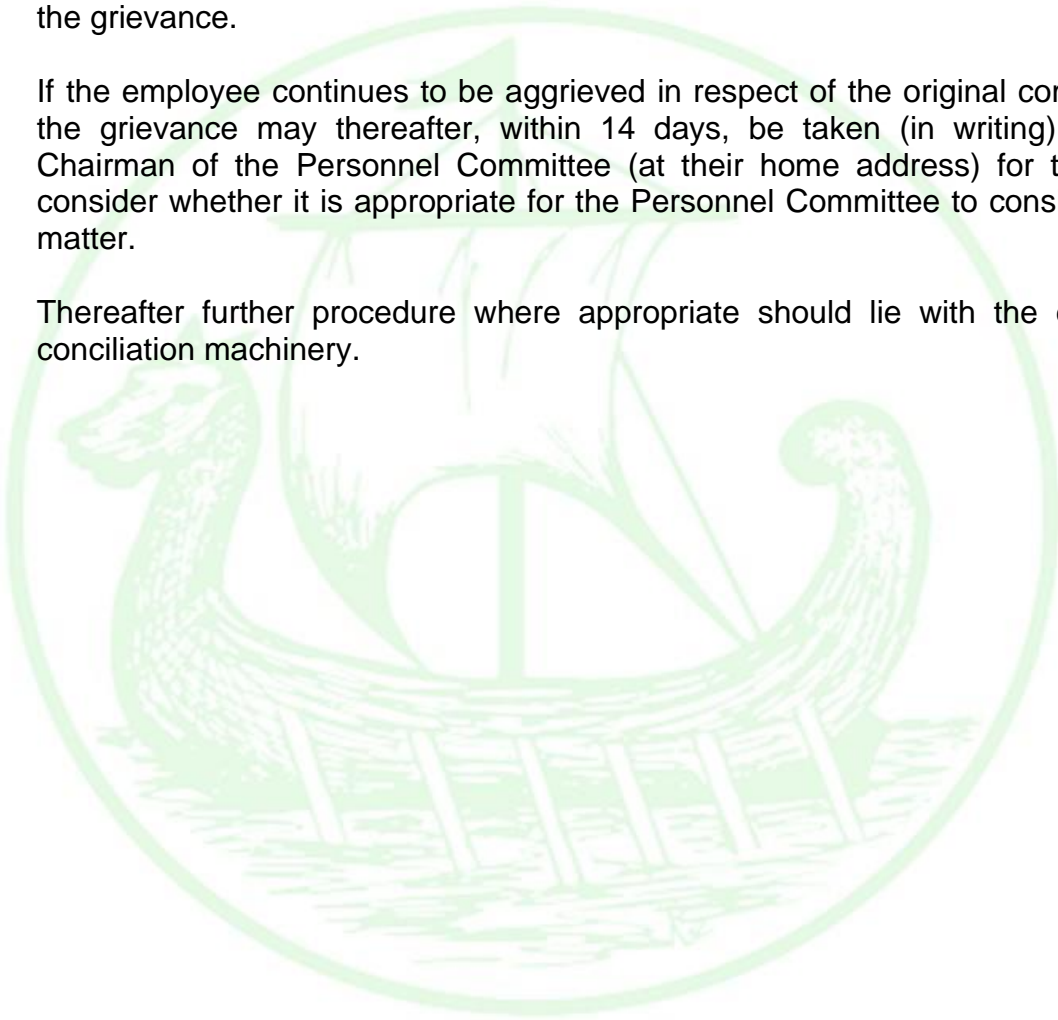 the grievance.
If the employee continues to be aggrieved in respect of the original
the grievance may thereafter, within 14 days, be taken (in writing)
Chairman of the Personnel Committee (at their home address) for
consider whether it is appropriate for the Personnel Committee to
matter.
Thereafter further procedure where appropriate should lie with the
conciliation machinery.